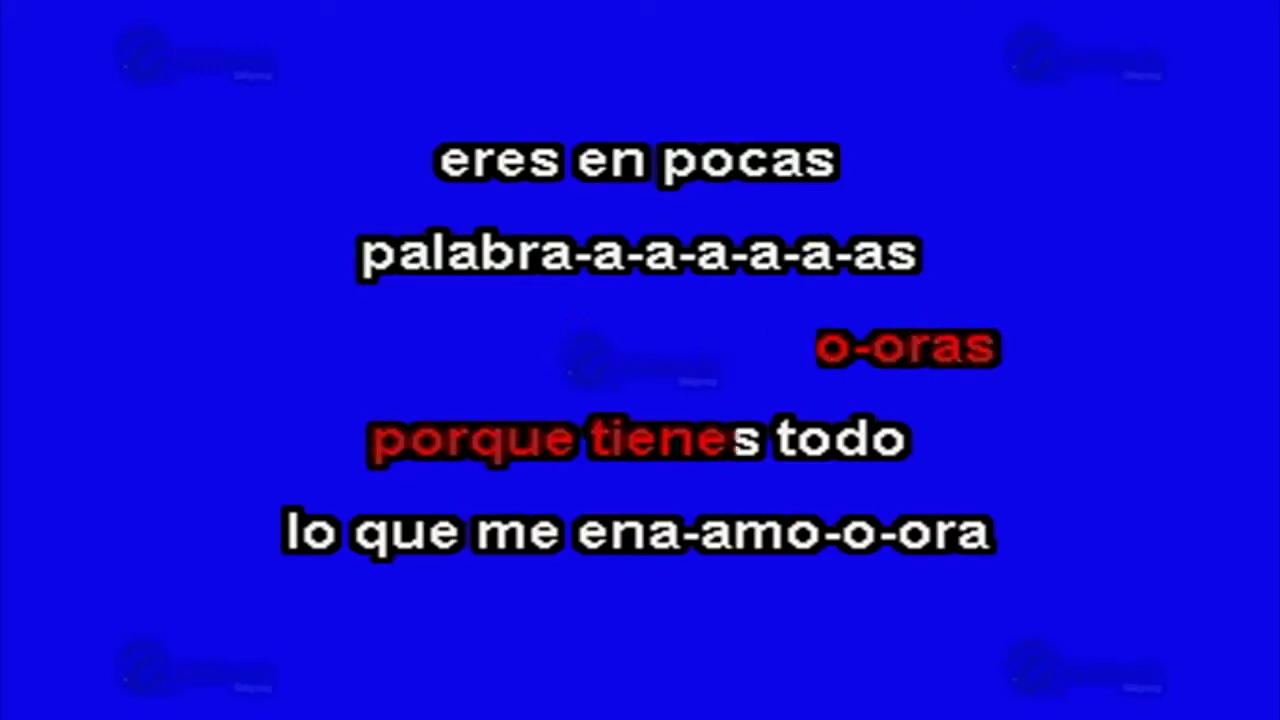 eres en pocas
palabra-a-a-a-a-a-as
o-oras
porque tienes todo
lo que me ena-amo-o-ora